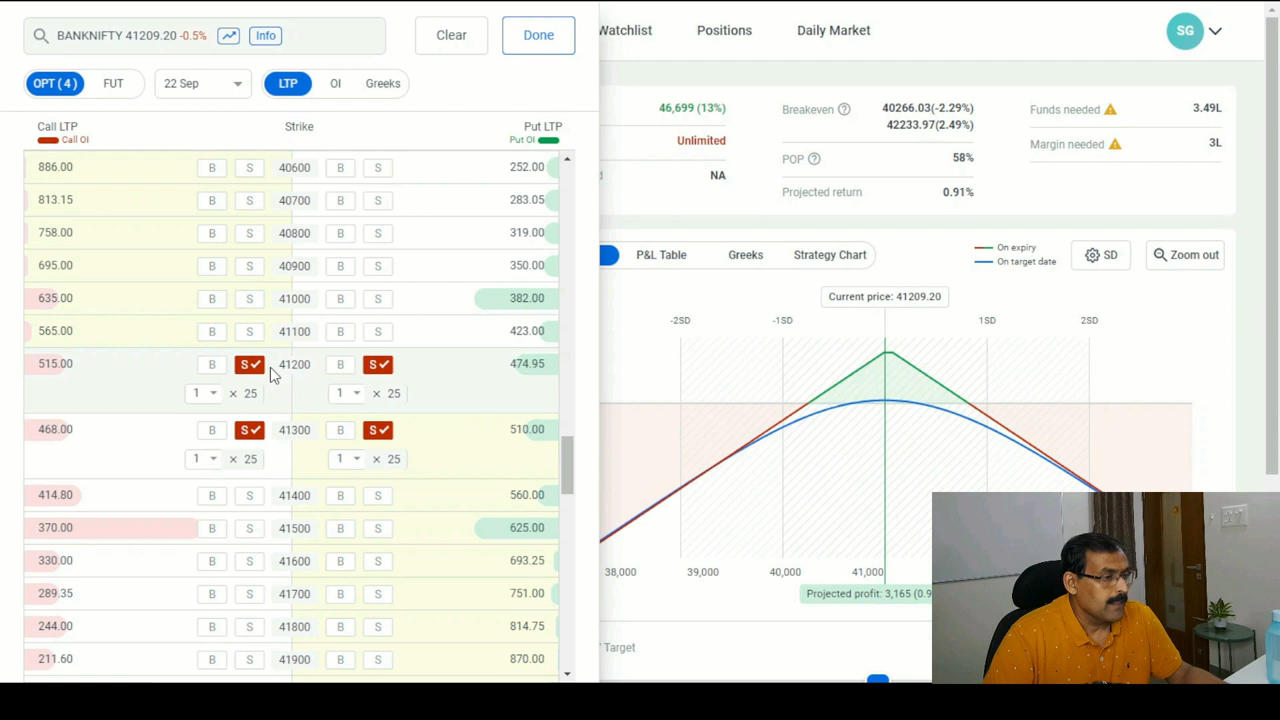 BANKNIFTY 41209.20 -0.5% Info
Clear
Done
Watchlist
Positions
Daily Market
SG
OPT ( 4 )
FUT
22 Sep
LTP
OI
Greeks
Call LTP
Call OI
Strike
Put LTP
Put OI
886.00 B S 40600 B S 252.00
813.15 B S 40700 B S 283.05
758.00 B S 40800 B S 319.00
695.00 B S 40900 B S 350.00
635.00 B S 41000 B S 382.00
565.00 B S 41100 B S 423.00
515.00 B S 41200 B S 474.95
1 × 25 1 × 25
468.00 B S 41300 B S 510.00
1 × 25 1 × 25
414.80 B S 41400 B S 560.00
370.00 B S 41500 B S 625.00
330.00 B S 41600 B S 693.25
289.35 B S 41700 B S 751.00
244.00 B S 41800 B S 814.75
211.60 B S 41900 B S 870.00
46,699 (13%)
Unlimited
NA
Breakeven
40266.03(-2.29%)
42233.97(2.49%)
POP
58%
Projected return
0.91%
Funds needed
3.49L
Margin needed
3L
P&L Table
Greeks
Strategy Chart
On expiry
On target date
SD
Zoom out
Current price: 41209.20
-2SD
-1SD
1SD
2SD
38,000
39,000
40,000
41,000
Projected profit: 3,165 (0.9
Target